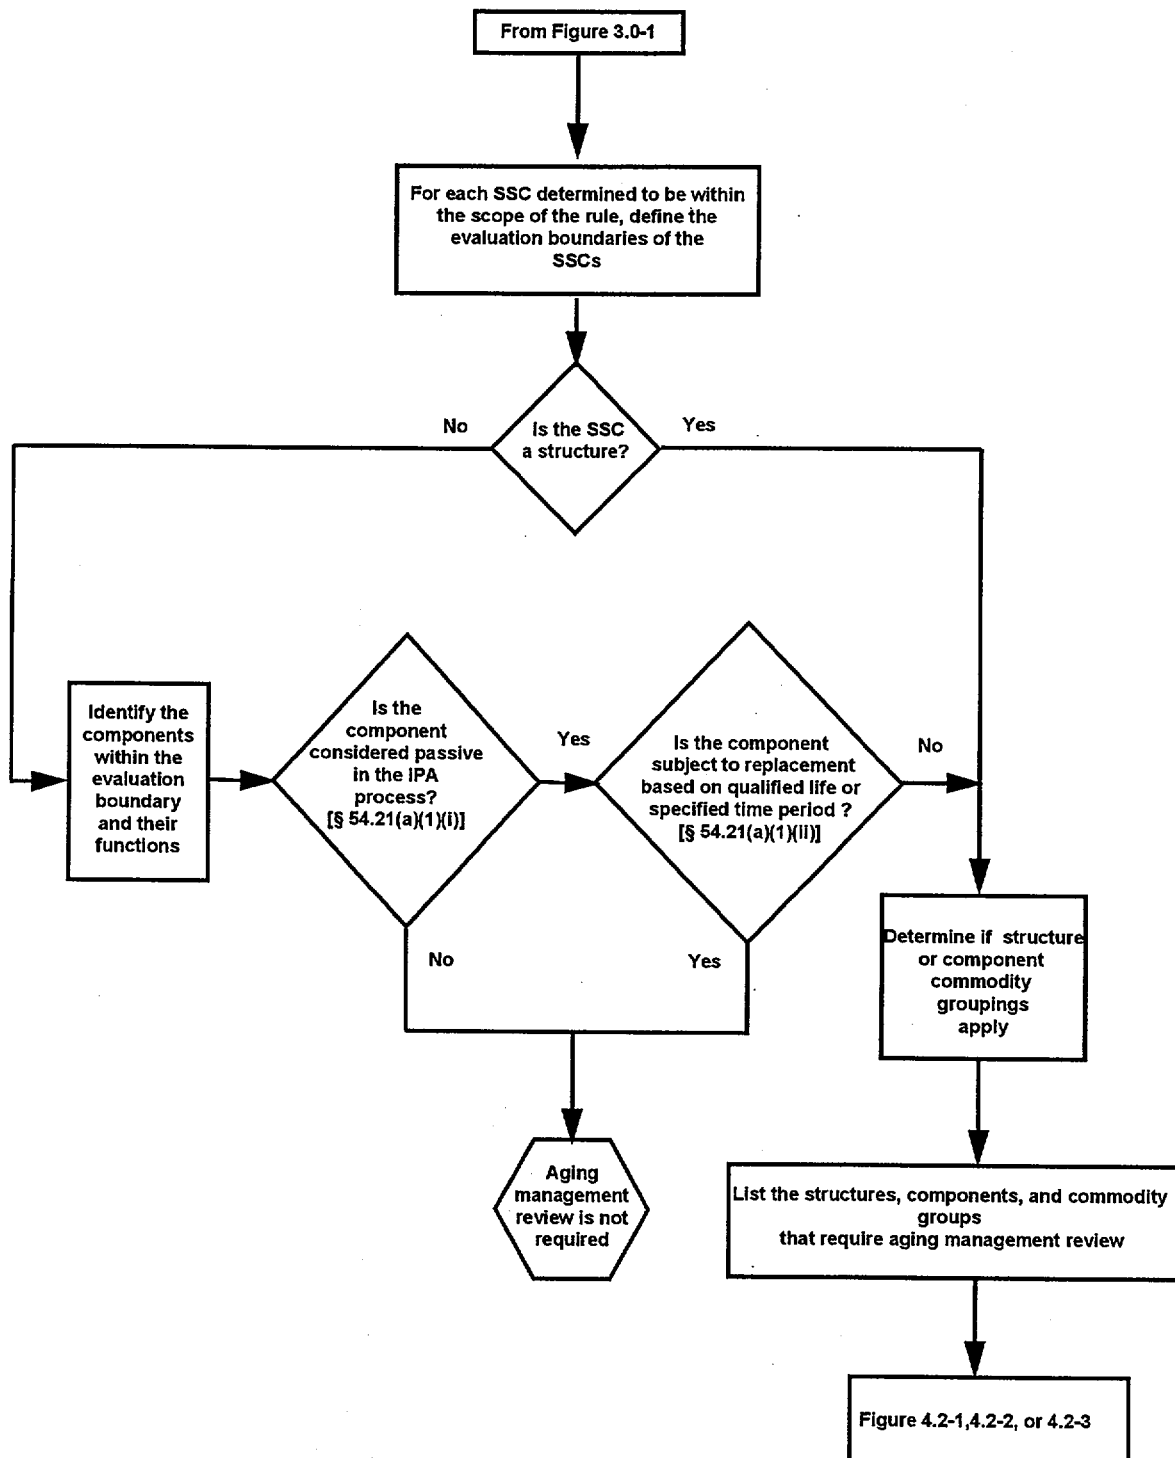 From Figure 3.0-1
For each SSC determined to be within
the scope of the rule, define the
evaluation boundaries of the
SSCs
No
Yes
Is the SSC
a structure?
Identify the
components
within the
evaluation
boundary
and their
functions
Is the
component
considered passive
in the IPA
process?
[§ 54.21(a)(1)(i)]
Yes
Is the component
subject to replacement
based on qualified life or
specified time period ?
[§ 54.21(a)(1)(ii)]
No
No
Yes
Determine if structure
or component
commodity
groupings
apply
Aging
management
review is not
required
List the structures, components, and commodity
groups
that require aging management review
Figure 4.2-1,4.2-2, or 4.2-3